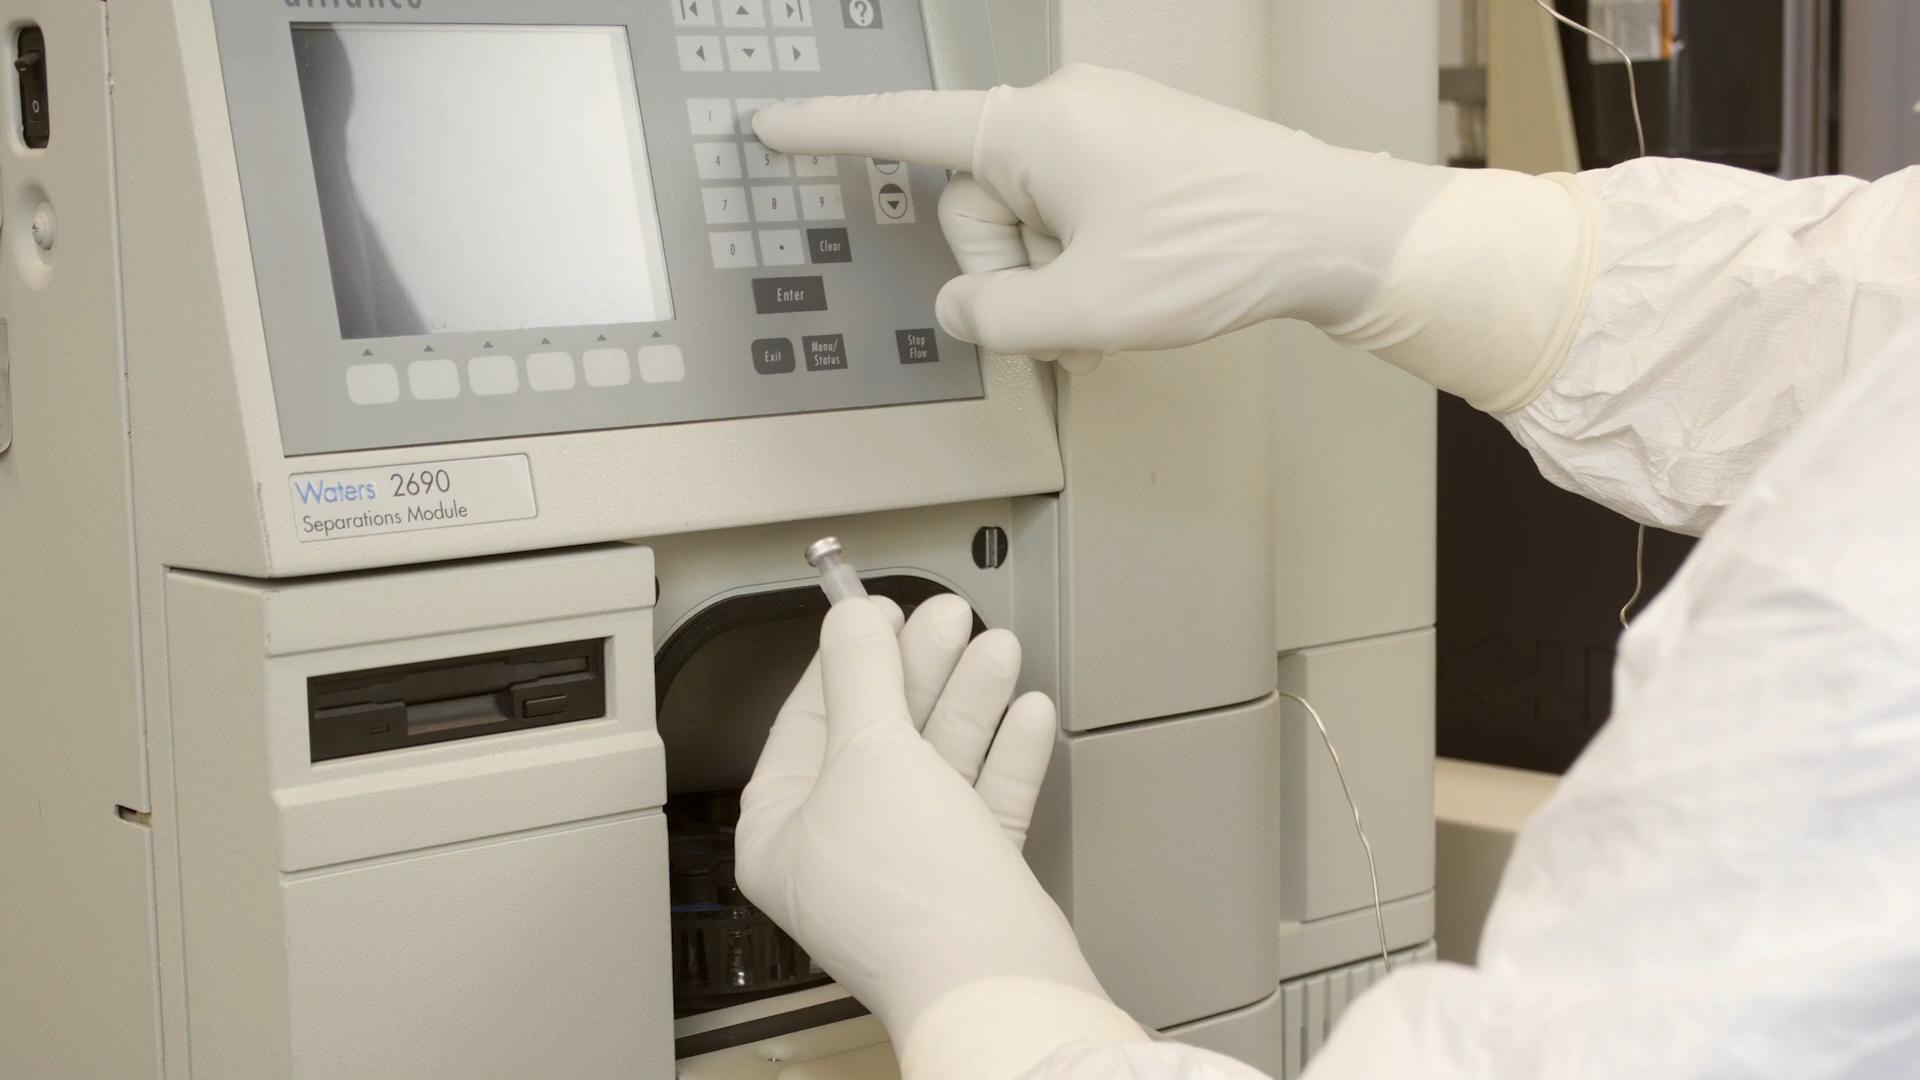 ?
1
4 5 6
7 8 9
0 . Clear
Enter
Exit Menu/
Status
Stop
Flow
Waters 2690
Separations Module
0